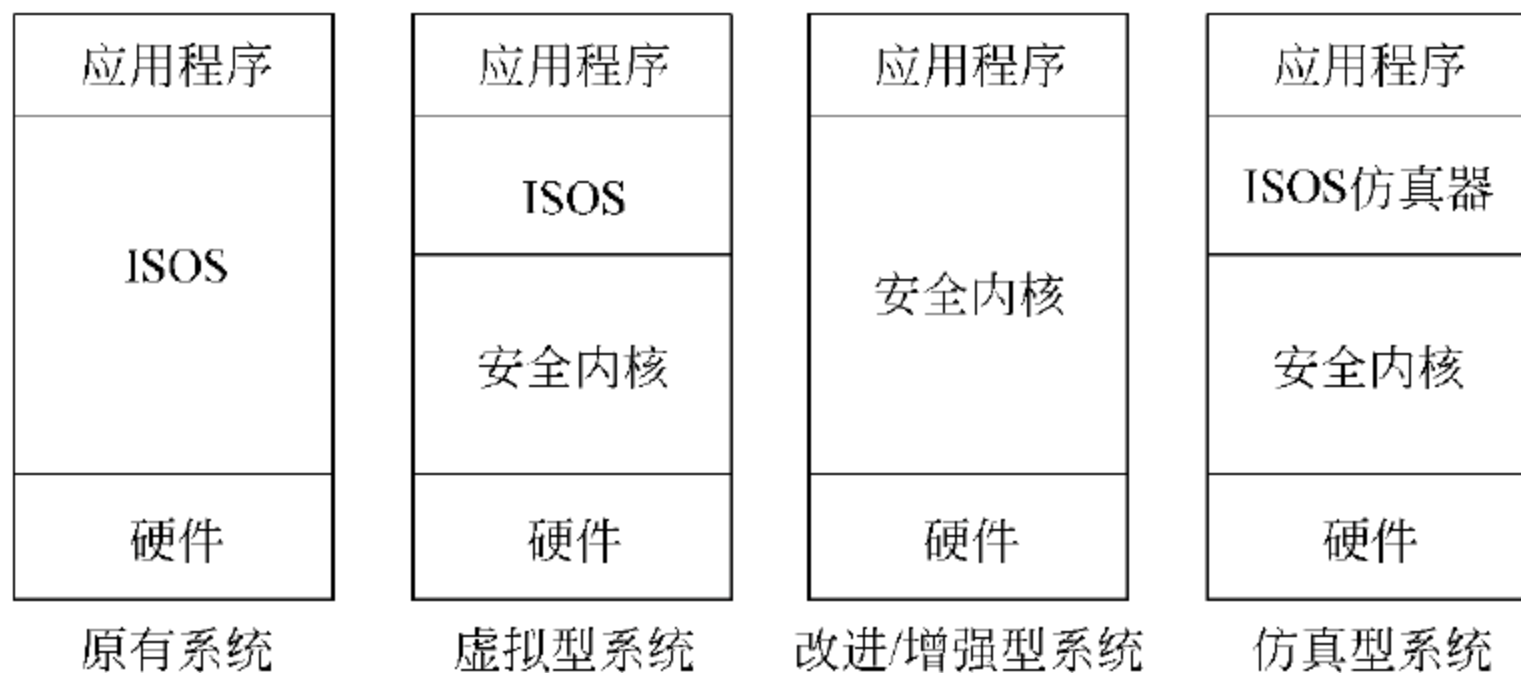 应用程序
ISOS
硬件
原有系统
应用程序
ISOS
安全内核
硬件
虚拟型系统
应用程序
安全内核
硬件
改进/增强型系统
应用程序
ISOS仿真器
安全内核
硬件
仿真型系统